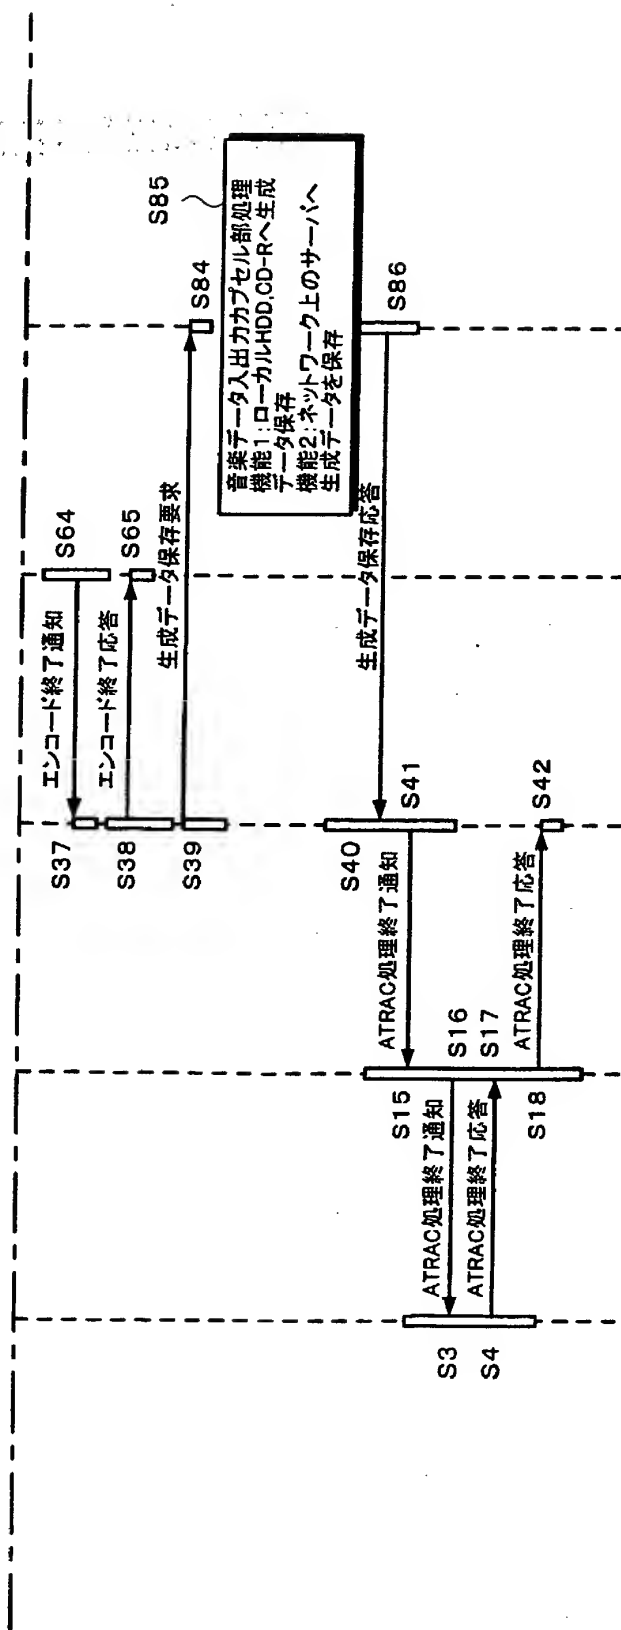 S64
エンコード終了通知
S37
S38
エンコード終了応答
S65
S39
生成データ保存要求
S84
S85
音楽データ入出力カプセル部処理
機能1:ローカルHDD,CD-Rへ生成
データ保存
機能2:ネットワーク上のサーバへ
生成データを保存
S86
生成データ保存応答
S40
S41
ATRAC処理終了通知
S15
S16
ATRAC処理終了通知
S3
S4
ATRAC処理終了応答
S17
S18
ATRAC処理終了応答
S42